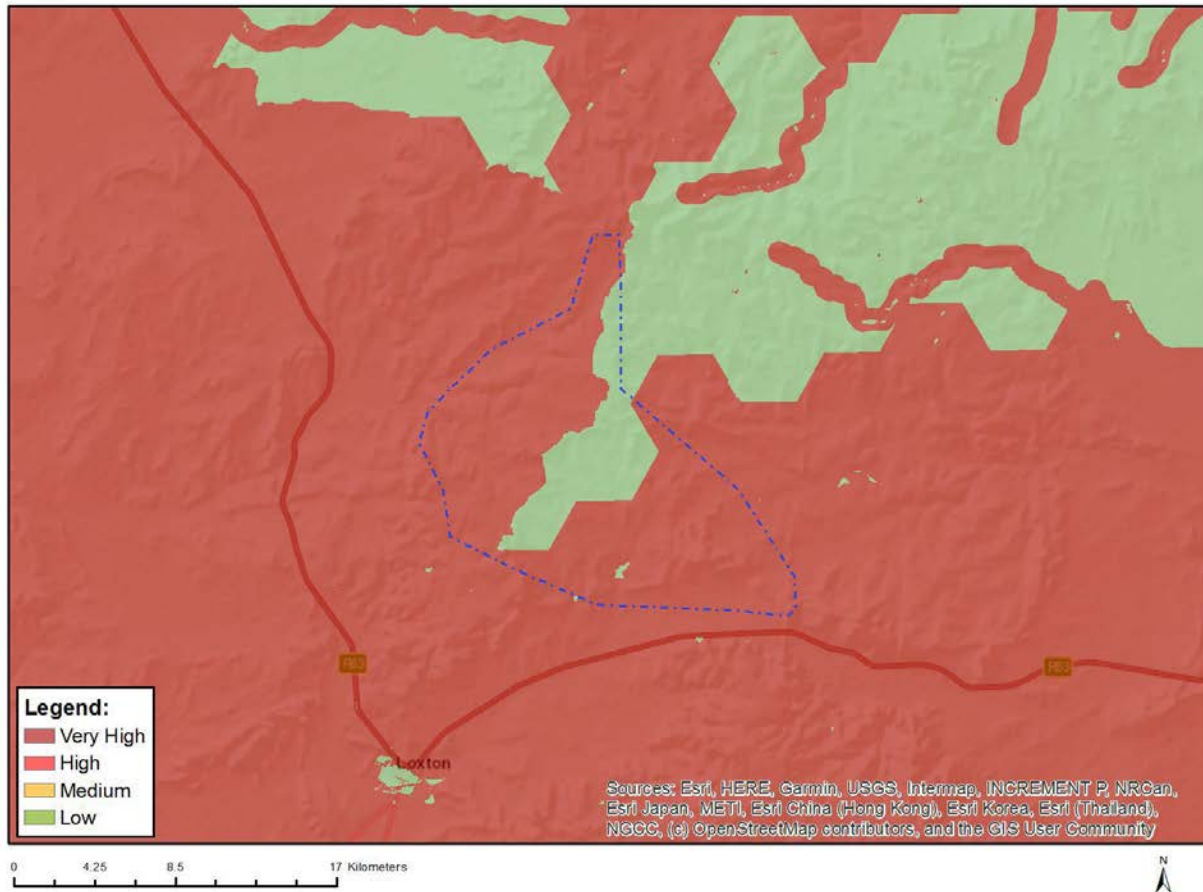 R63
R63
Loxton
Legend:
Very High
High
Medium
Low
Sources: Esri, HERE, Garmin, USGS, Intermap, INCREMENT P, NRCan,
Esri Japan, METI, Esri China (Hong Kong), Esri Korea, Esri (Thailand),
NGCC, (c) OpenStreetMap contributors, and the GIS User Community
0 4.25 8.5 17 Kilometers
N